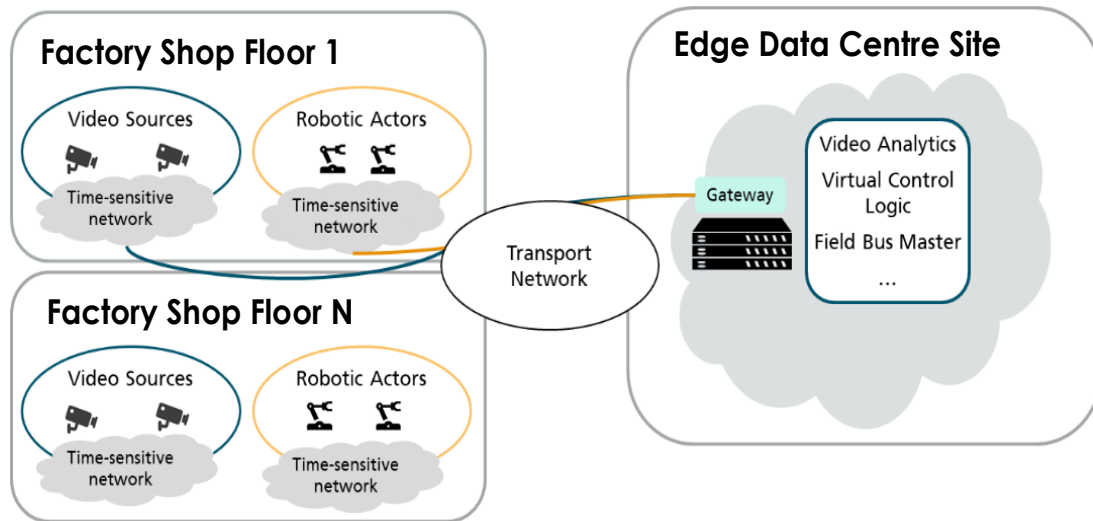 Factory Shop Floor 1
Video Sources
Robotic Actors
Time-sensitive
network
Time-sensitive
network
Factory Shop Floor N
Video Sources
Robotic Actors
Time-sensitive
network
Time-sensitive
network
Transport
Network
Edge Data Centre Site
Gateway
Video Analytics
Virtual Control
Logic
Field Bus Master
...